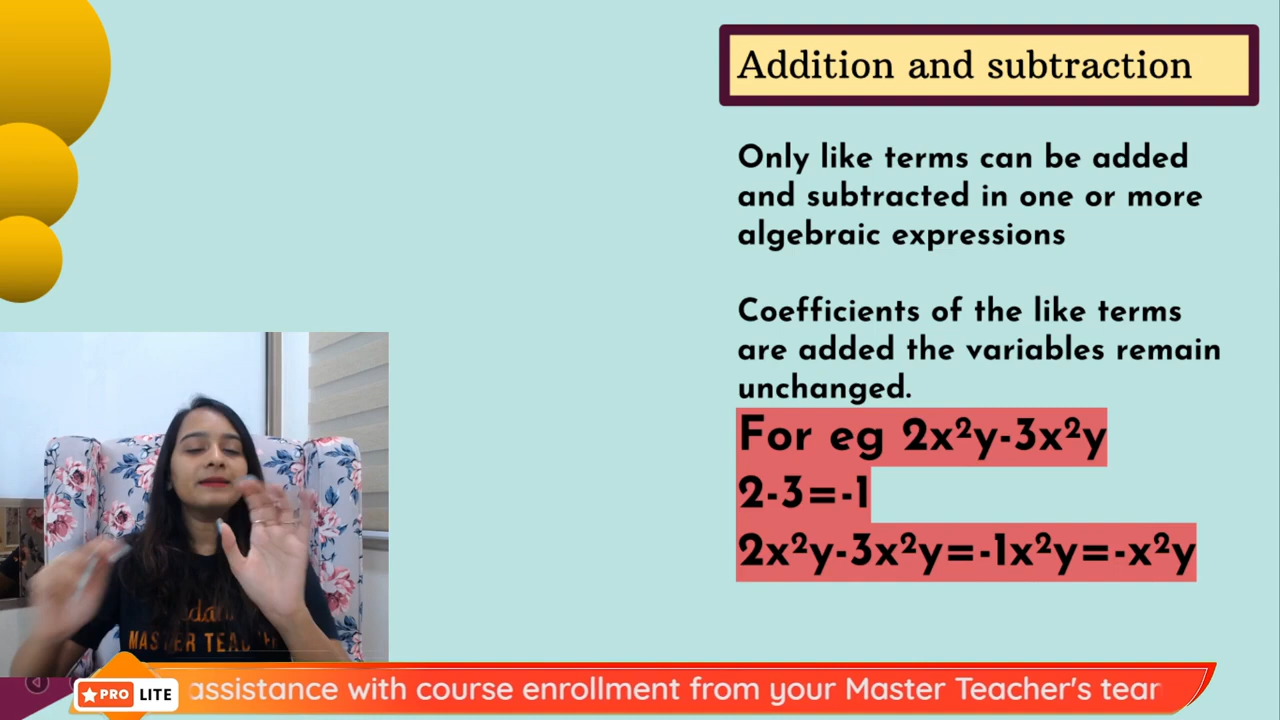 Addition and subtraction
Only like terms can be added
and subtracted in one or more
algebraic expressions
Coefficients of the like terms
are added the variables remain
unchanged.
For eg 2x²y-3x²y
2-3=-1
2x²y-3x²y=-1x²y=-x²y
MASTER TEACHER
PRO LITE
assistance with course enrollment from your Master Teacher's